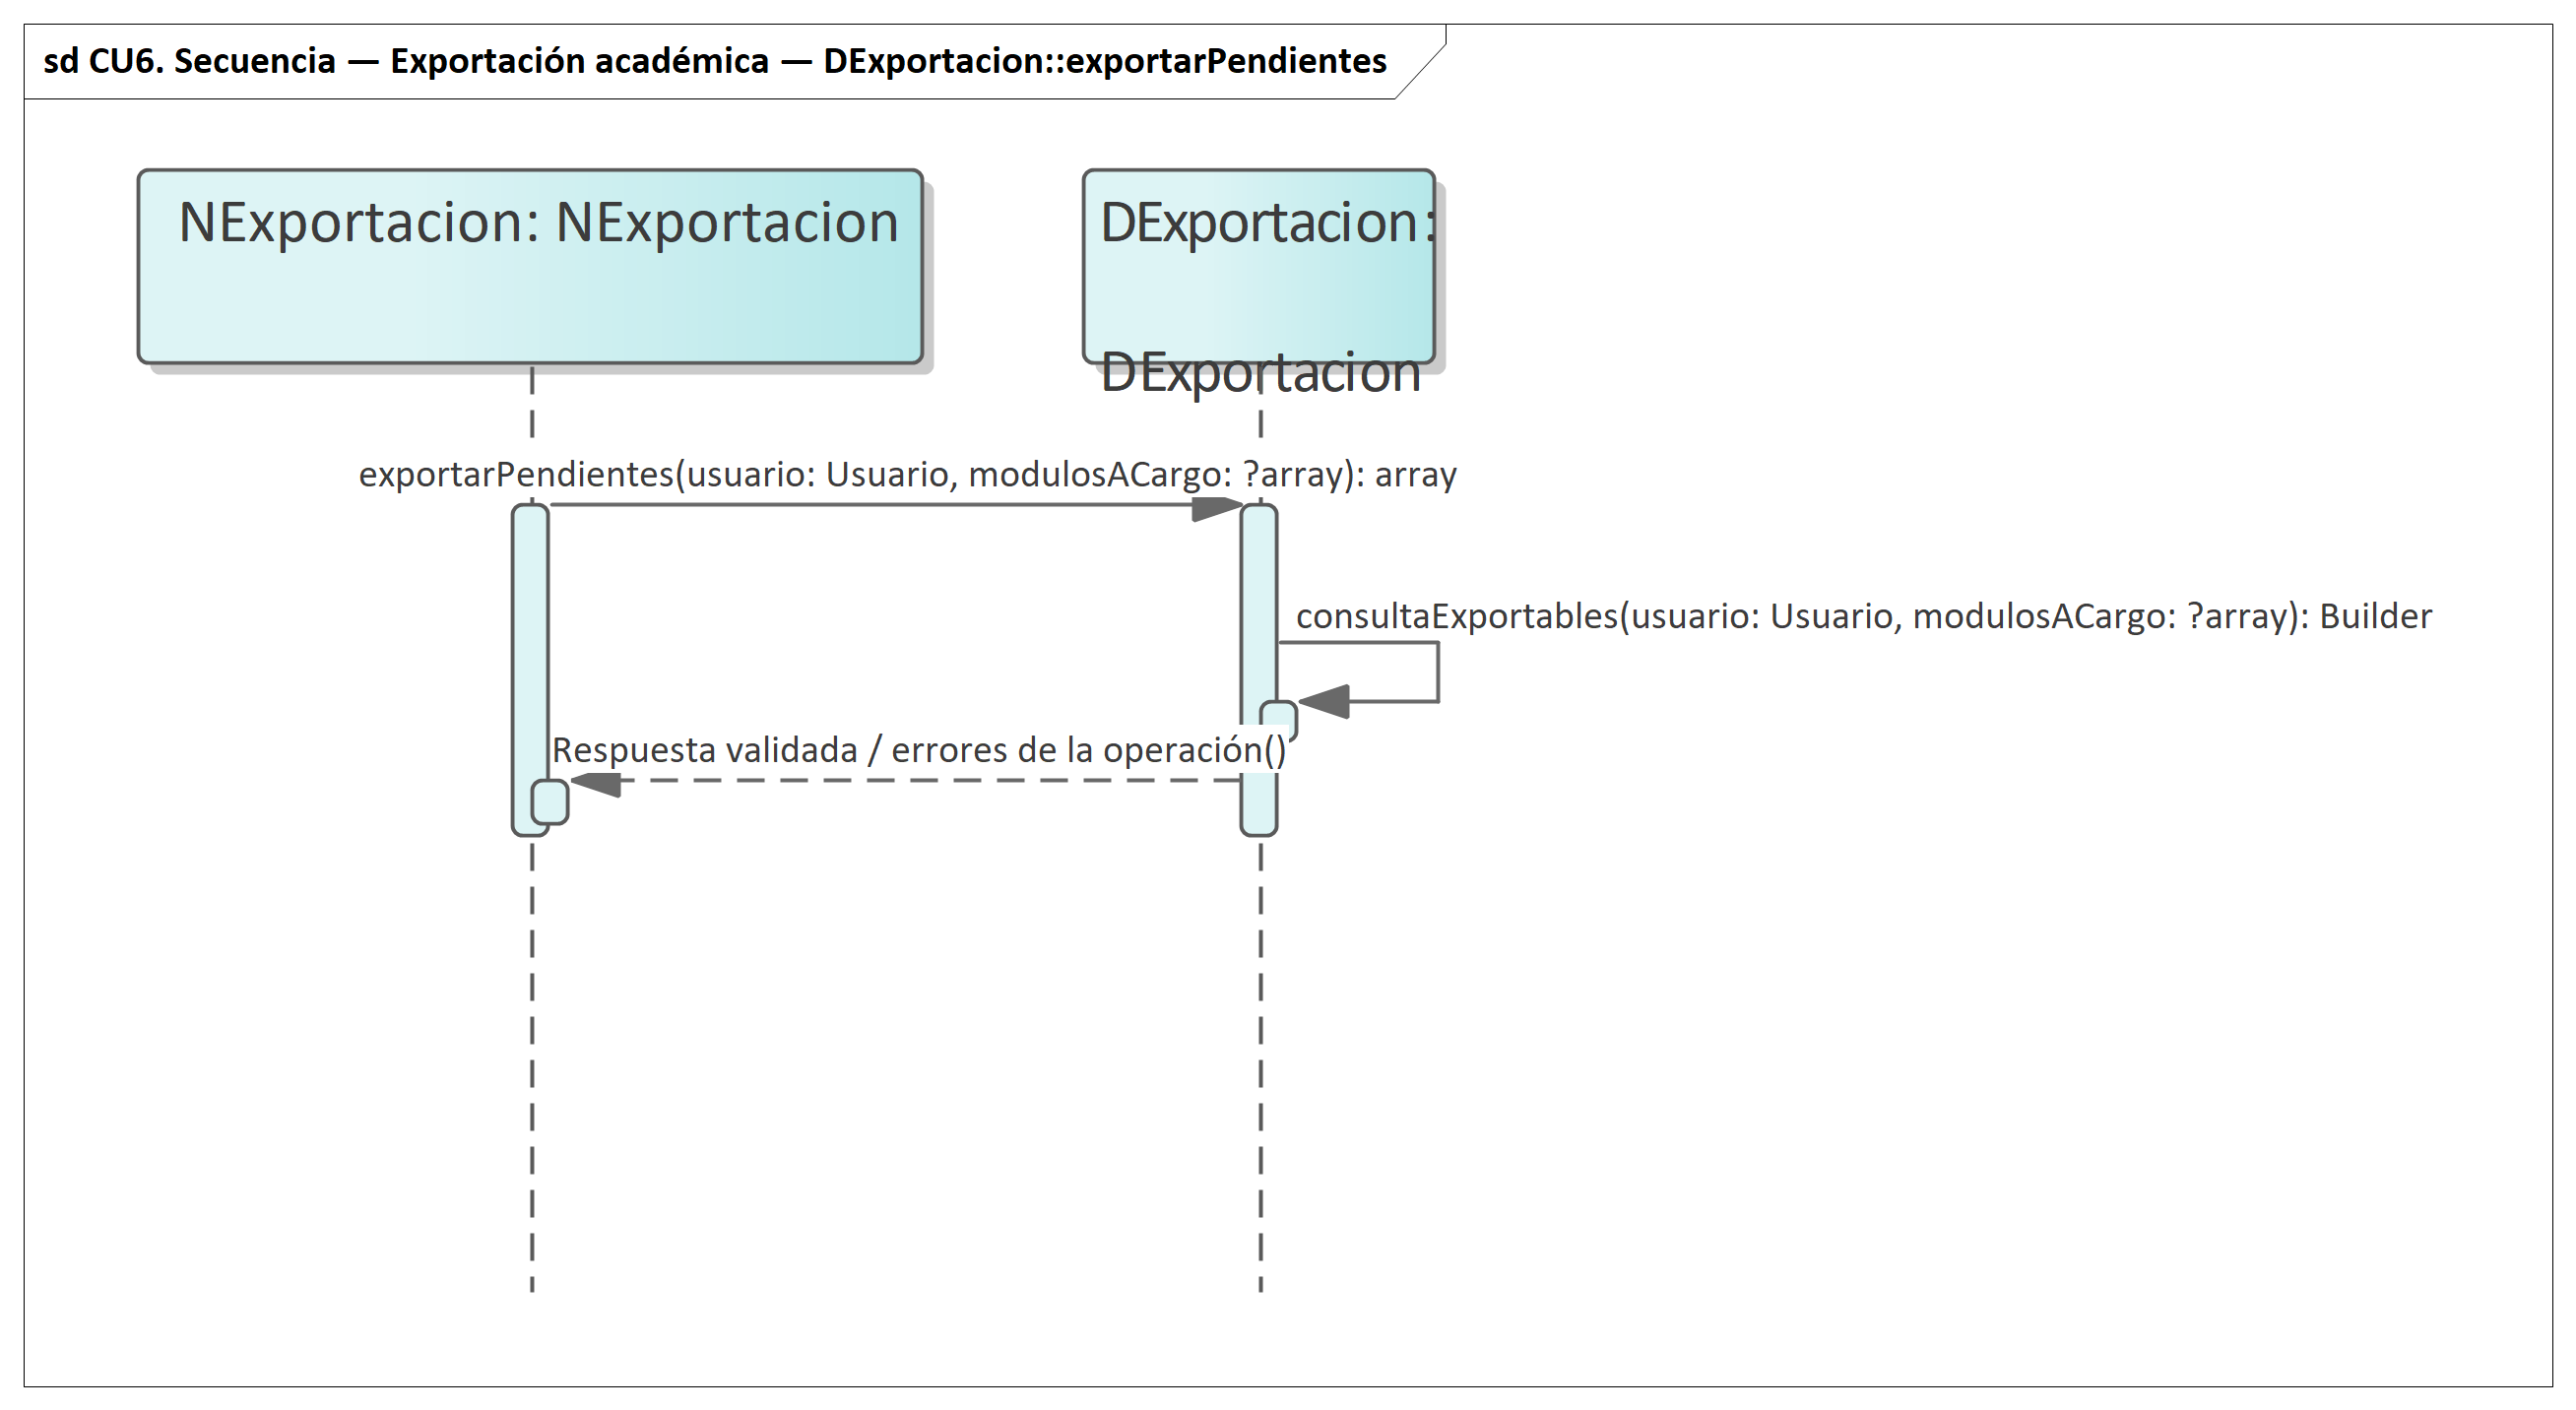 sd CU6. Secuencia — Exportación académica — DExportacion::exportarPendientes
NExportacion: NExportacion
DExportacion:
DExportacion
exportarPendientes(usuario: Usuario, modulosACargo: ?array): array
consultaExportables(usuario: Usuario, modulosACargo: ?array): Builder
Respuesta validada / errores de la operación()